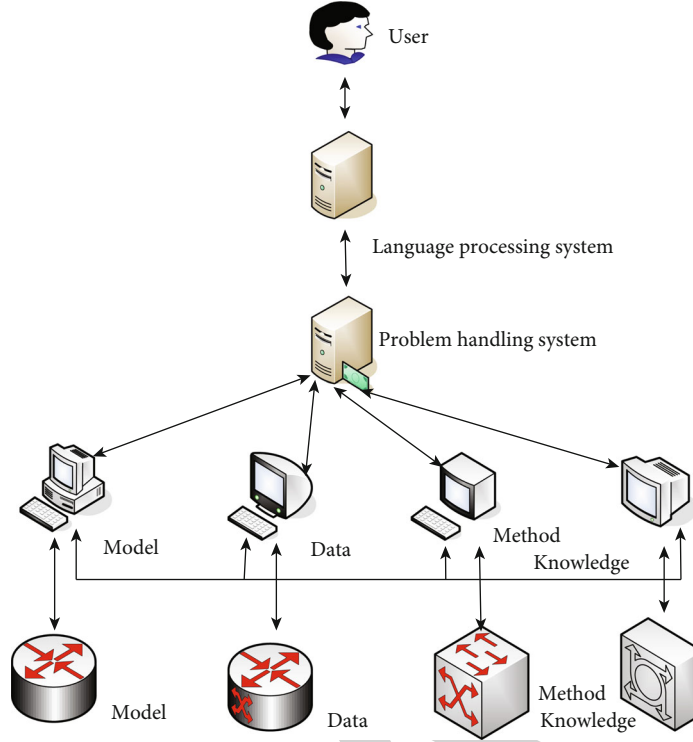 User
Language processing system
Problem handling system
Model
Data
Method
Knowledge
Model
Data
Method
Knowledge